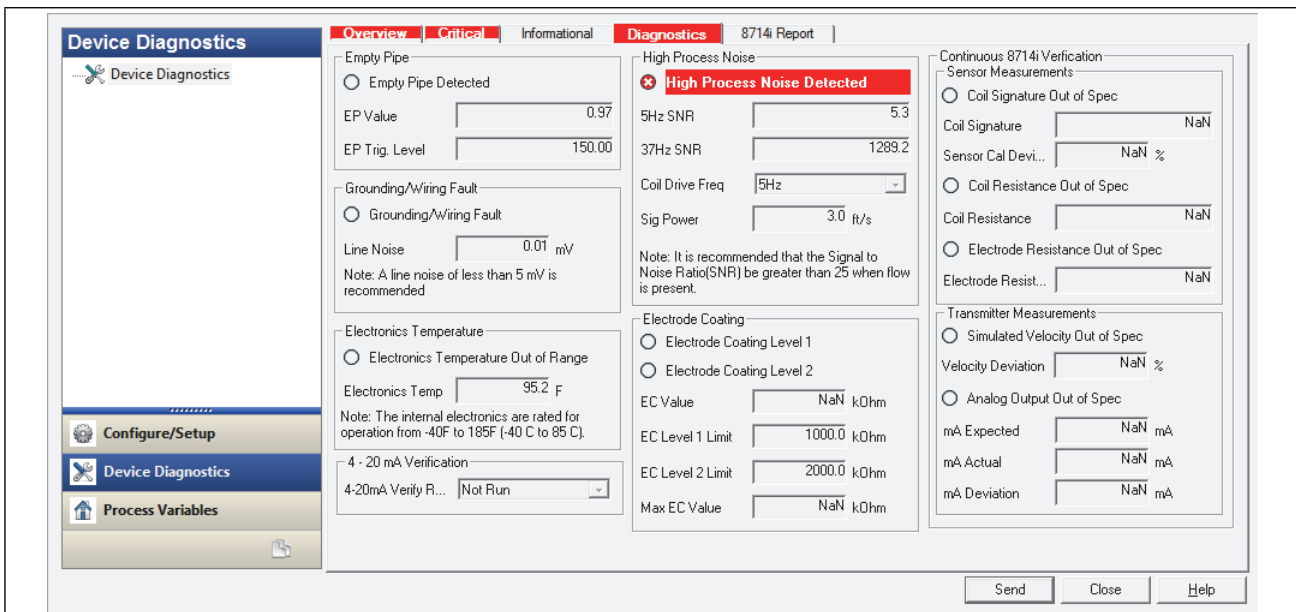 Device Diagnostics
Device Diagnostics
Configure/Setup
Device Diagnostics
Process Variables
Overview Critical Informational Diagnostics 8714i Report
Empty Pipe
Empty Pipe Detected
EP Value 0.97
EP Trig. Level 150.00
Grounding/Wiring Fault
Grounding/Wiring Fault
Line Noise 0.01 mV
Note: A line noise of less than 5 mV is
recommended
Electronics Temperature
Electronics Temperature Out of Range
Electronics Temp 95.2 F
Note: The internal electronics are rated for
operation from -40F to 185F (-40 C to 85 C).
4 - 20 mA Verification
4-20mA Verify R... Not Run
High Process Noise
High Process Noise Detected
5Hz SNR 5.3
37Hz SNR 1289.2
Coil Drive Freq 5Hz
Sig Power 3.0 ft/s
Note: It is recommended that the Signal to
Noise Ratio(SNR) be greater than 25 when flow
is present.
Electrode Coating
Electrode Coating Level 1
Electrode Coating Level 2
EC Value NaN kOhm
EC Level 1 Limit 1000.0 kOhm
EC Level 2 Limit 2000.0 kOhm
Max EC Value NaN kOhm
Continuous 8714i Verfication
Sensor Measurements
Coil Signature Out of Spec
Coil Signature NaN
Sensor Cal Devi... NaN %
Coil Resistance Out of Spec
Coil Resistance NaN
Electrode Resistance Out of Spec
Electrode Resist... NaN
Transmitter Measurements
Simulated Velocity Out of Spec
Velocity Deviation NaN %
Analog Output Out of Spec
mA Expected NaN mA
mA Actual NaN mA
mA Deviation NaN mA
Send Close Help